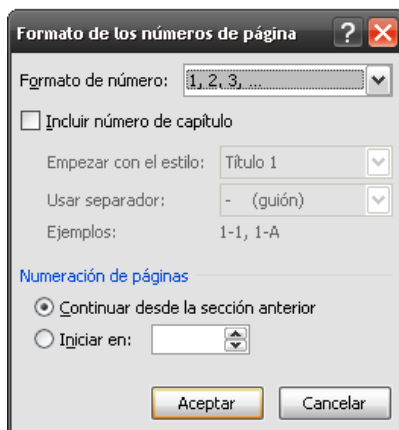 Formato de los números de página
Formato de número: 1, 2, 3, ...
Incluir número de capítulo
Empezar con el estilo: Título 1
Usar separador: - (guión)
Ejemplos: 1-1, 1-A
Numeración de páginas
Continuar desde la sección anterior
Iniciar en:
Aceptar Cancelar